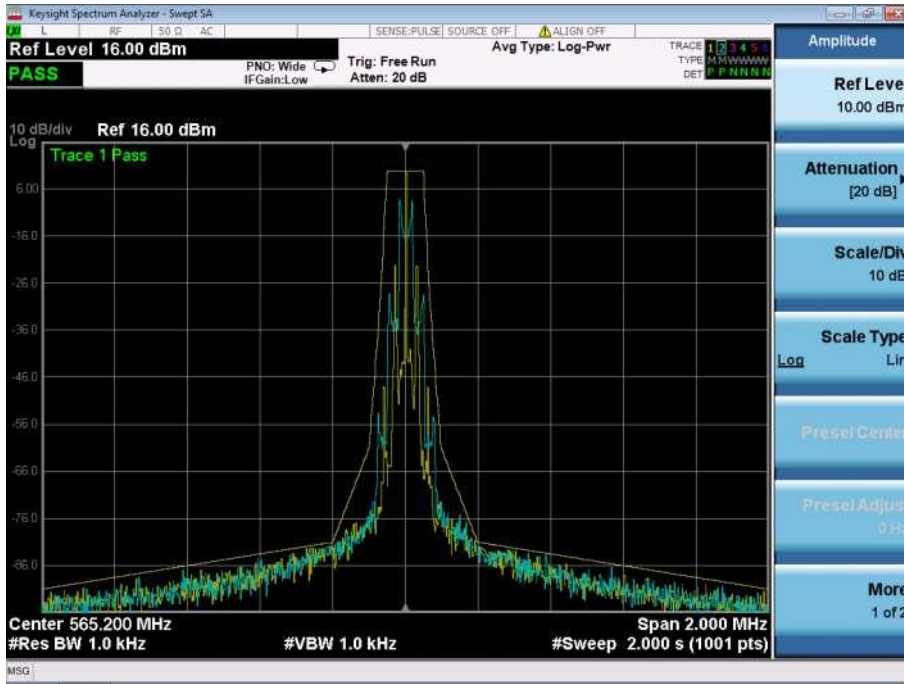 Keysight Spectrum Analyzer - Swept SA
L RF 50 Ω AC SENSE:PULSE SOURCE OFF ALIGN OFF
Ref Level 16.00 dBm
Avg Type: Log-Pwr
TRACE 1 2 3 4 5 6
TYPE M M W W W W
DET P P N N N N
PASS
PNO: Wide
IFGain:Low
Trig: Free Run
Atten: 20 dB
10 dB/div Ref 16.00 dBm
Log
Trace 1 Pass
6.00
-16.0
-26.0
-36.0
-46.0
-56.0
-66.0
-76.0
-86.0
Center 565.200 MHz
Span 2.000 MHz
#Res BW 1.0 kHz
#VBW 1.0 kHz
#Sweep 2.000 s (1001 pts)
MSG
Amplitude
Ref Leve
10.00 dBm
Attenuation
[20 dB]
Scale/Div
10 dB
Scale Type
Log Lin
Presel Center
Presel Adjus
0 Hz
More
1 of 2